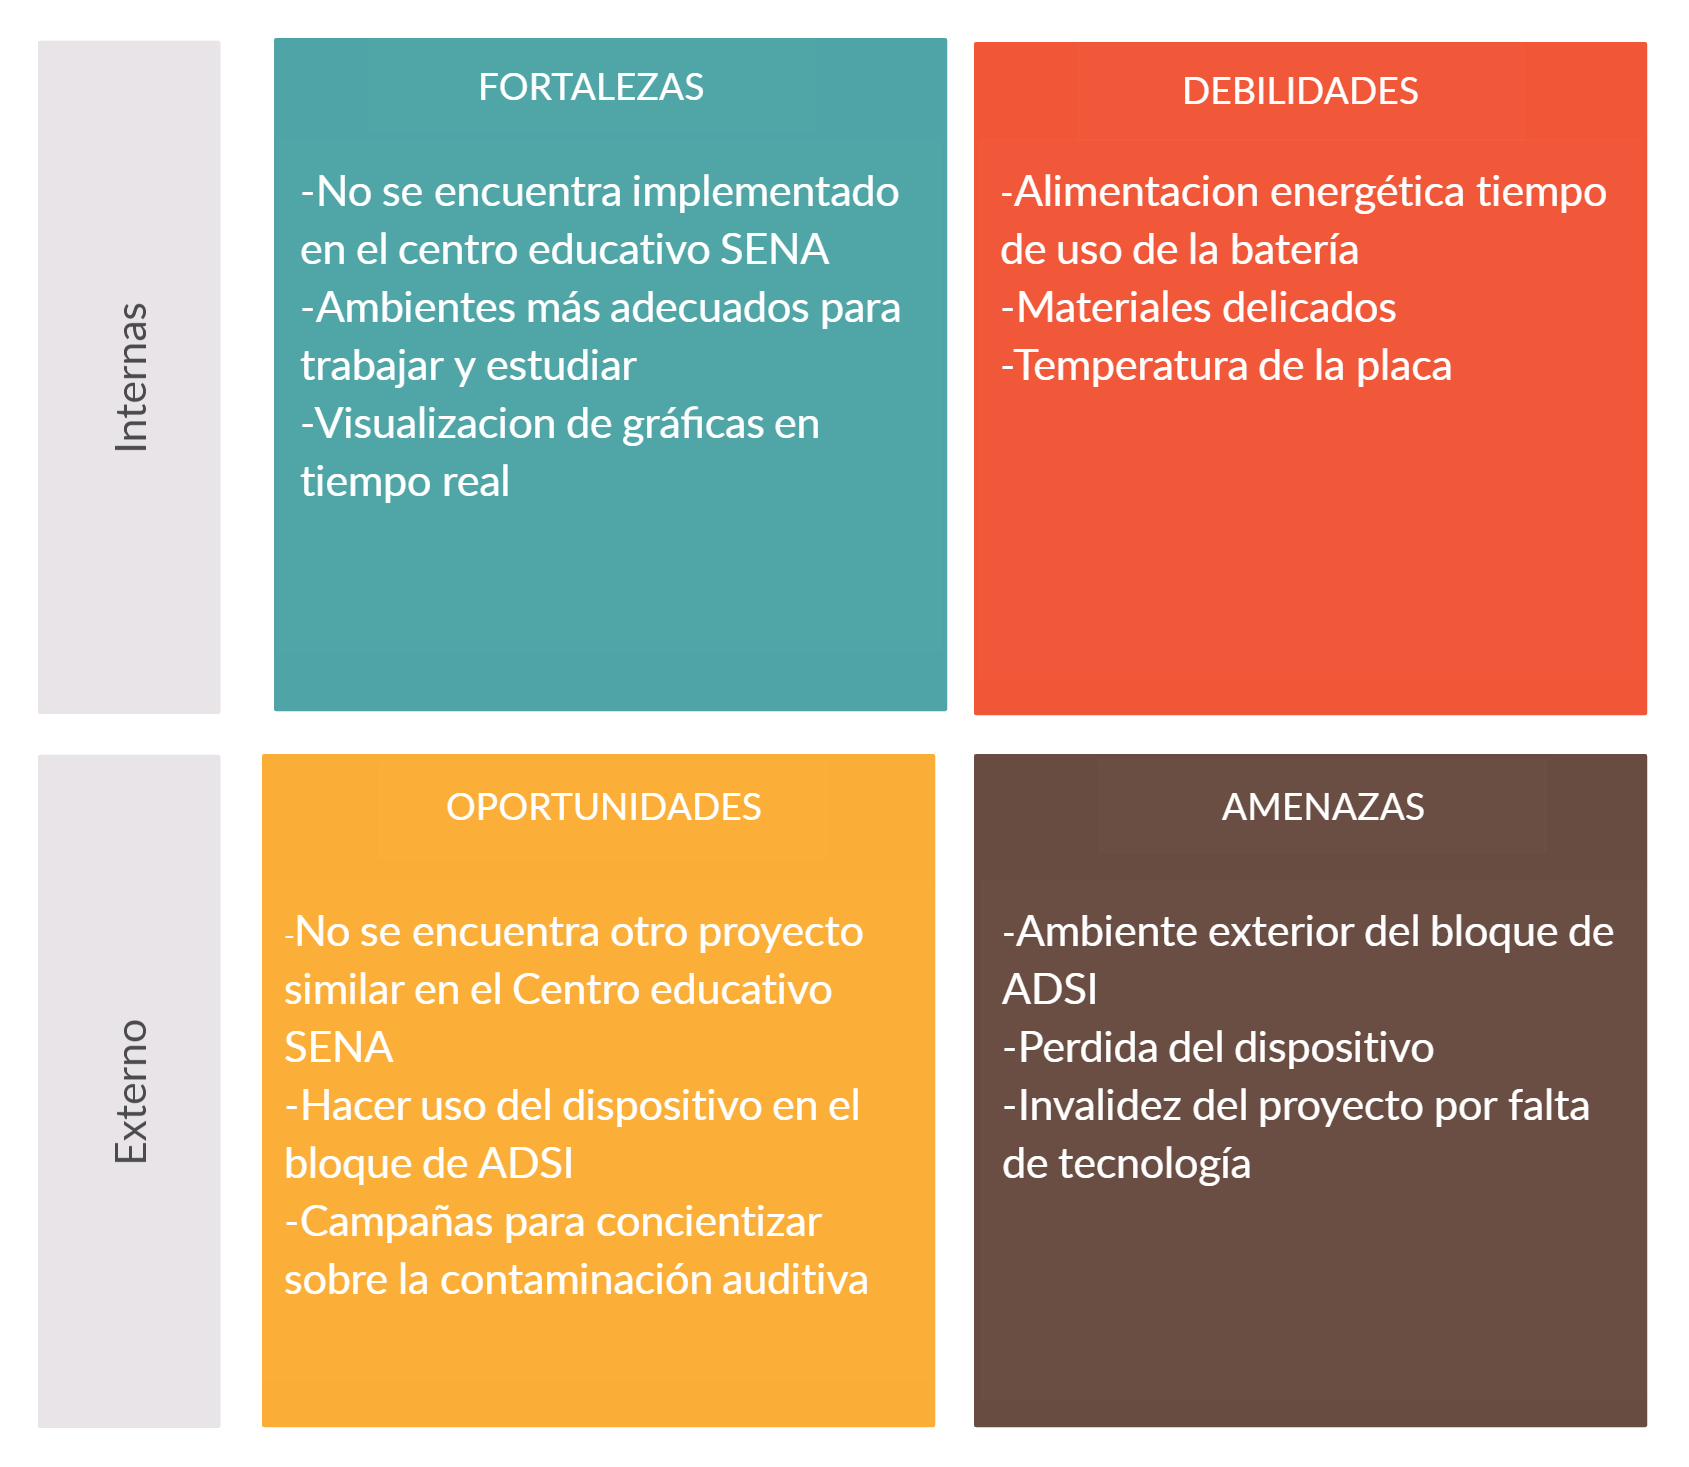 Internas
FORTALEZAS
-No se encuentra implementado
en el centro educativo SENA
-Ambientes más adecuados para
trabajar y estudiar
-Visualizacion de gráficas en
tiempo real
DEBILIDADES
-Alimentacion energética tiempo
de uso de la batería
-Materiales delicados
-Temperatura de la placa
Externo
OPORTUNIDADES
-No se encuentra otro proyecto
similar en el Centro educativo
SENA
-Hacer uso del dispositivo en el
bloque de ADSI
-Campañas para concientizar
sobre la contaminación auditiva
AMENAZAS
-Ambiente exterior del bloque de
ADSI
-Perdida del dispositivo
-Invalidez del proyecto por falta
de tecnología